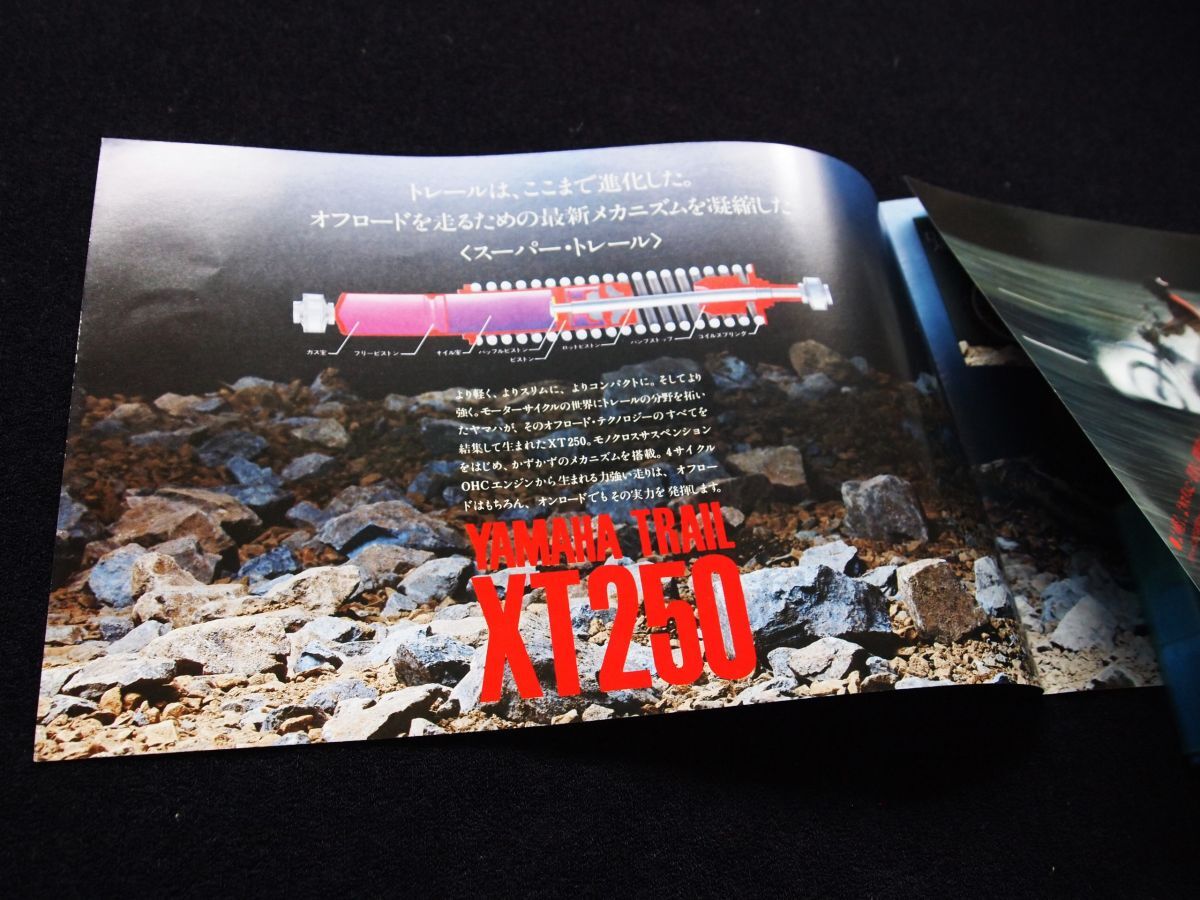 トレールは、ここまで進化した。
オフロードを走るための最新メカニズムを凝縮した
〈スーパー・トレール〉
ガス室
フリーピストン
オイル室
バッフルピストン
ピストン
ロッドピストン
バンプストップ
コイルスプリング
より軽く、よりスリムに、よりコンパクトに。そしてより
強く。モーターサイクルの世界にトレールの分野を拓い
たヤマハが、そのオフロード・テクノロジーのすべてを
結集して生まれたXT250。モノクロスサスペンション
をはじめ、かずかずのメカニズムを搭載。4サイクル
OHCエンジンから生まれる力強い走りは、オフロー
ドはもちろん、オンロードでもその実力を発揮します。
YAMAHA TRAIL
XT250